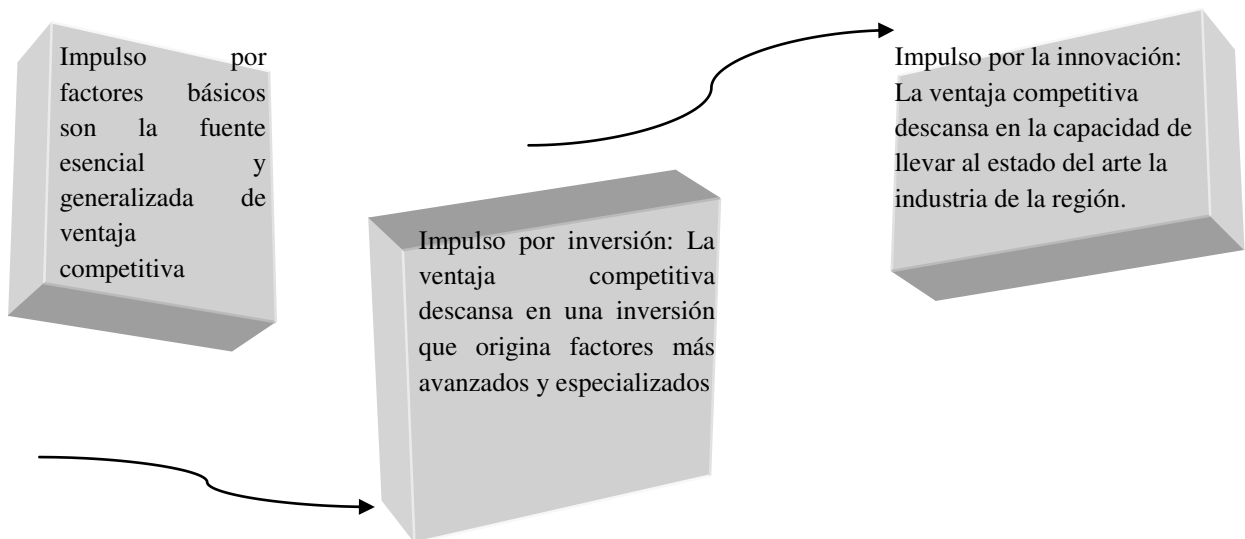 Impulso por
factores básicos
son la fuente
esencial y
generalizada de
ventaja
competitiva
Impulso por inversión: La
ventaja competitiva
descansa en una inversión
que origina factores más
avanzados y especializados
Impulso por la innovación:
La ventaja competitiva
descansa en la capacidad de
llevar al estado del arte la
industria de la región.